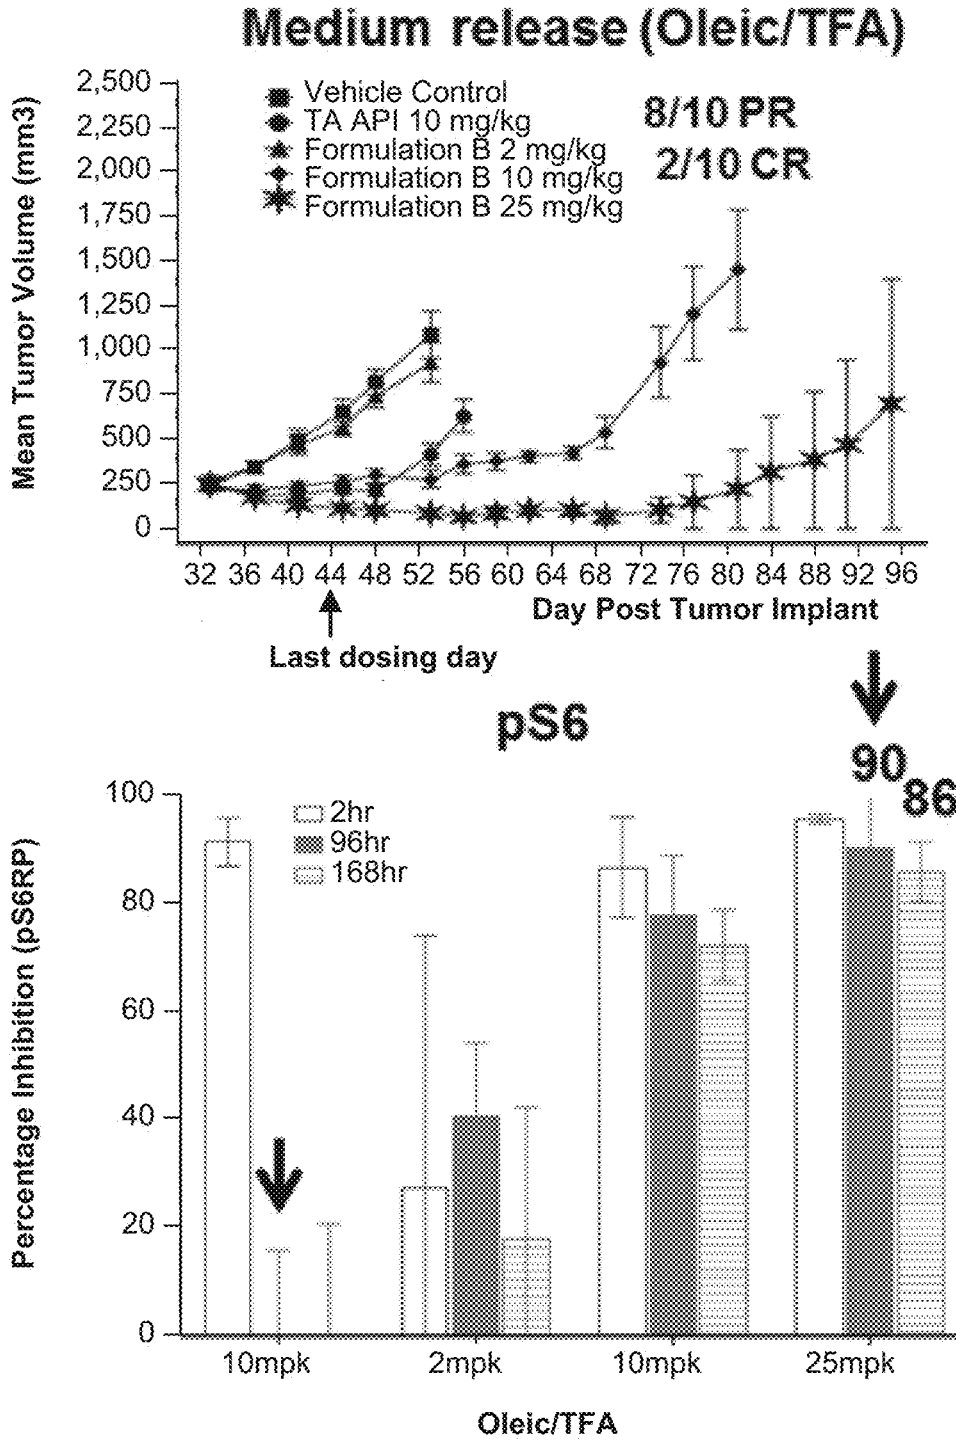 Medium release (Oleic/TFA)
Mean Tumor Volume (mm3)
2,500
2,250
2,000
1,750
1,500
1,250
1,000
750
500
250
0
Vehicle Control
TA API 10 mg/kg
Formulation B 2 mg/kg
Formulation B 10 mg/kg
Formulation B 25 mg/kg
8/10 PR
2/10 CR
32 36 40 44 48 52 56 60 64 68 72 76 80 84 88 92 96
Day Post Tumor Implant
Last dosing day
pS6
90
86
Percentage Inhibition (pS6RP)
100
80
60
40
20
0
2hr
96hr
168hr
10mpk 2mpk 10mpk 25mpk
Oleic/TFA